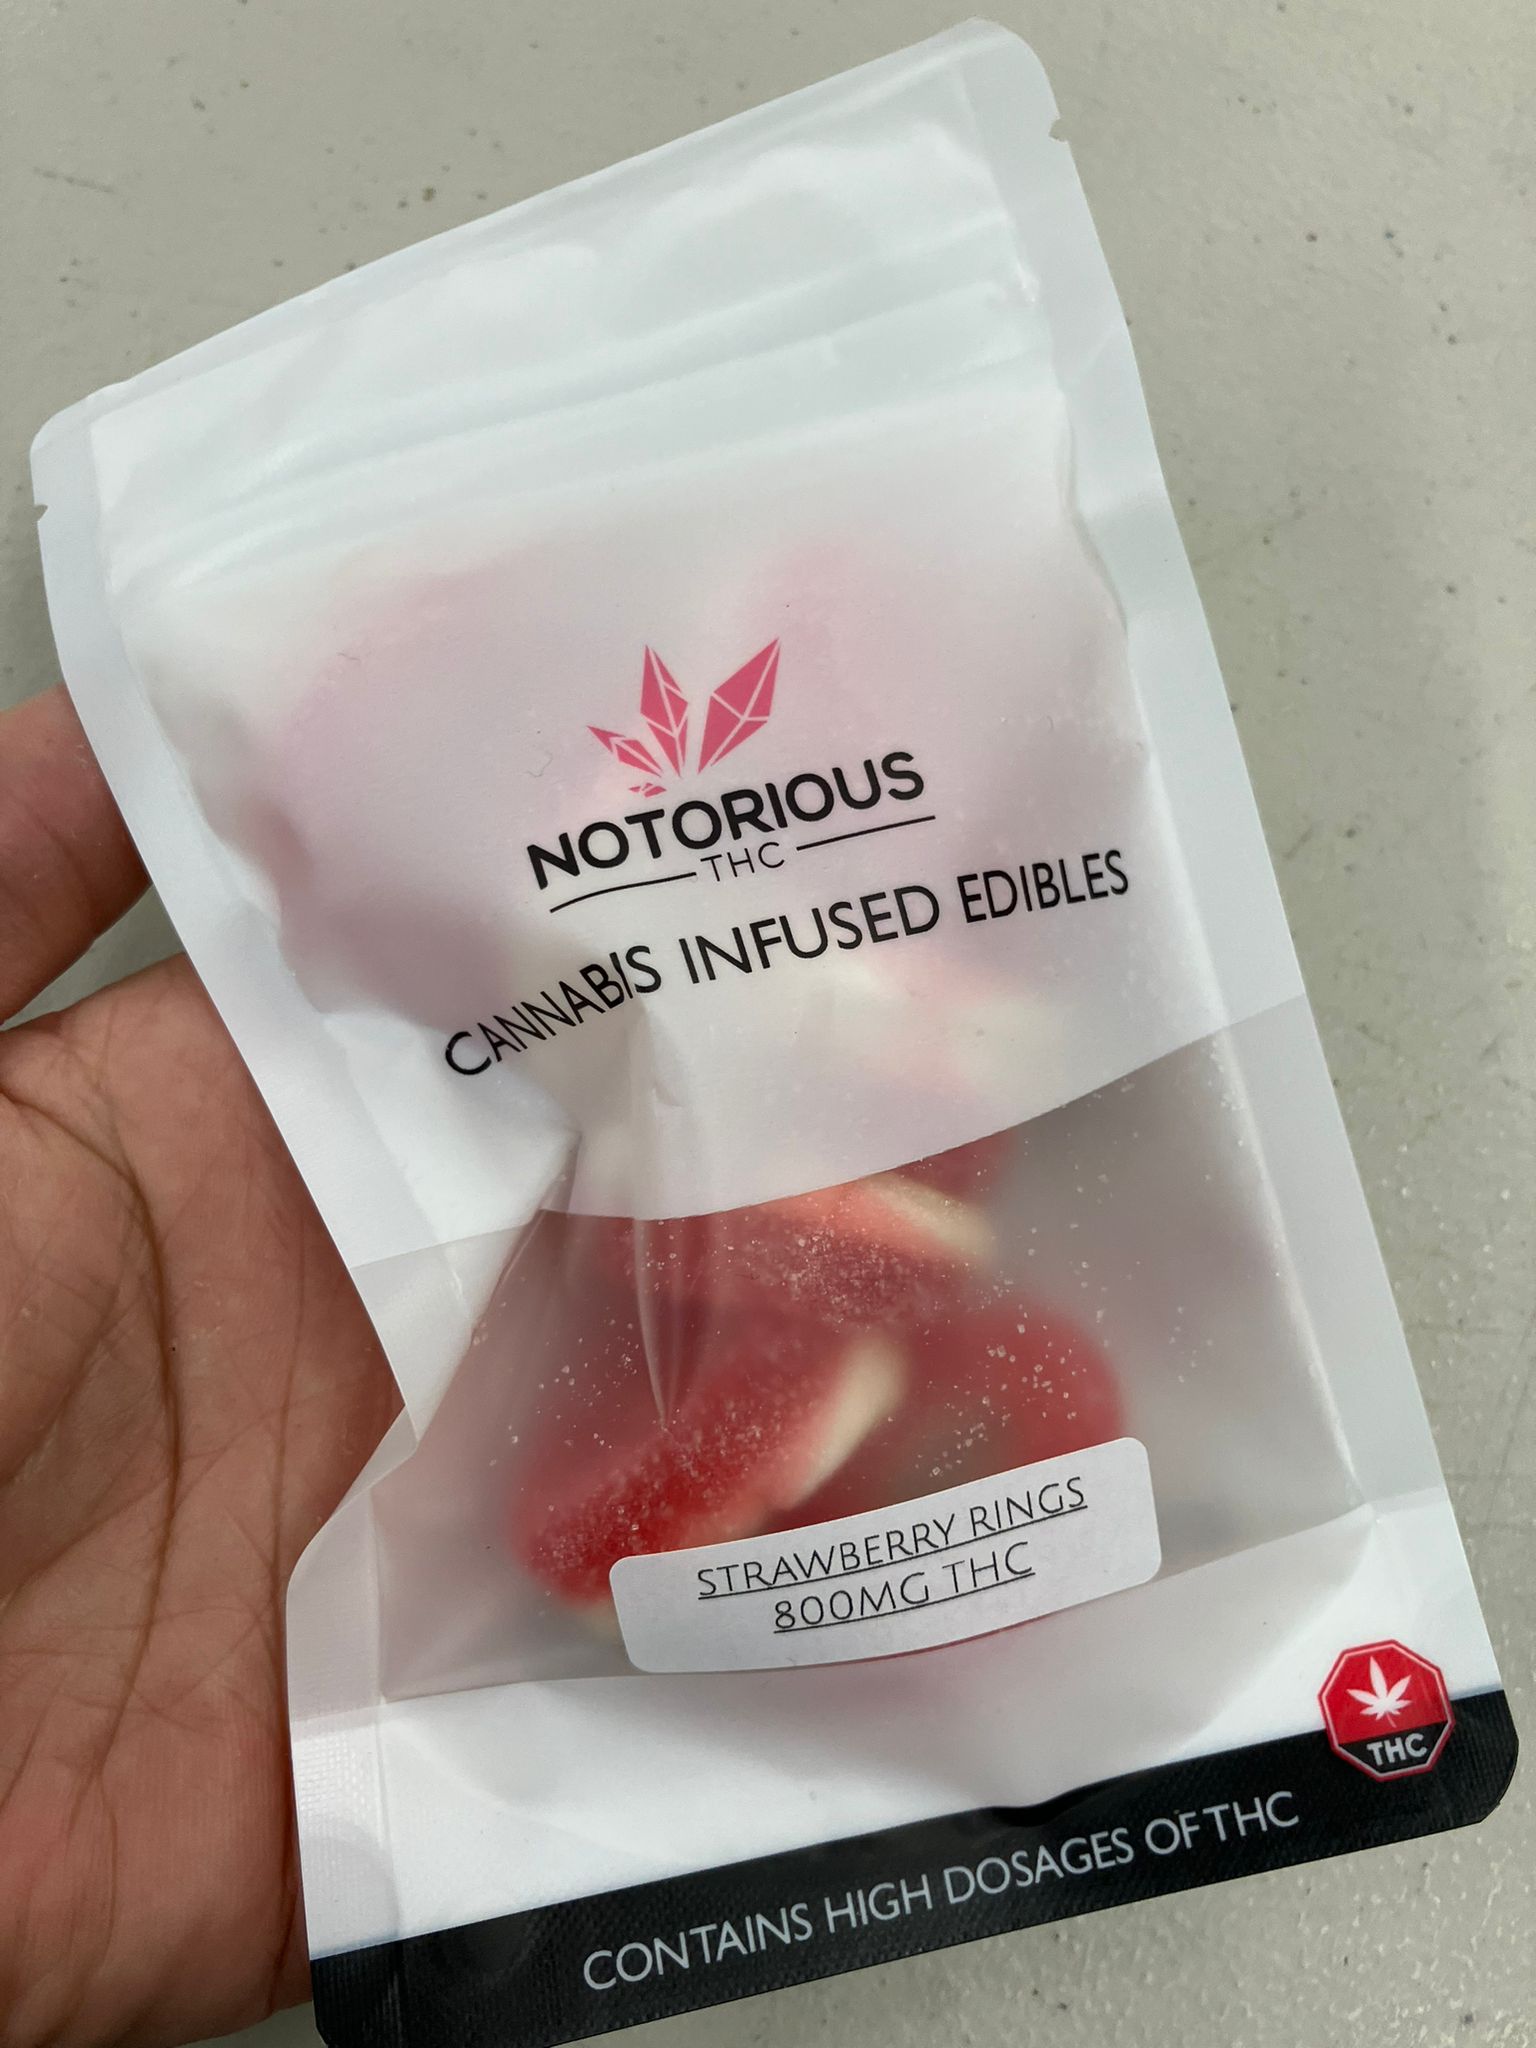 NOTORIOUS
THC
CANNABIS INFUSED EDIBLES
STRAWBERRY RINGS
800MG THC
THC
CONTAINS HIGH DOSAGES OF THC